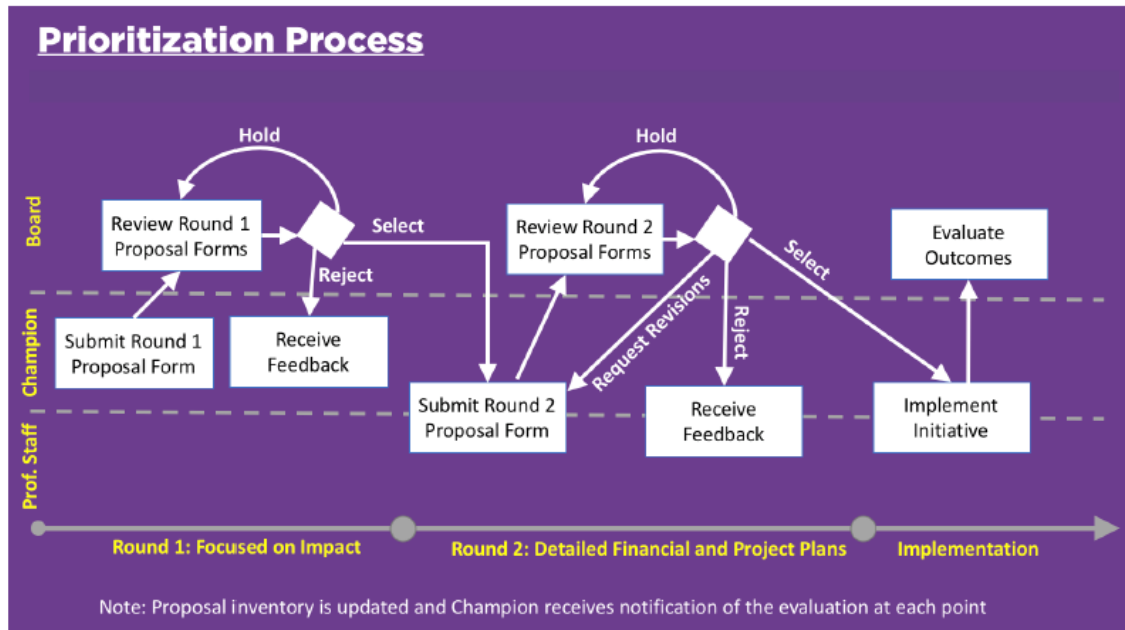 Prioritization Process
Hold
Hold
Board
Review Round 1
Proposal Forms
Select
Reject
Review Round 2
Proposal Forms
Select
Request Revisions
Reject
Evaluate
Outcomes
Champion
Submit Round 1
Proposal Form
Receive
Feedback
Submit Round 2
Proposal Form
Receive
Feedback
Implement
Initiative
Prof. Staff
Round 1: Focused on Impact
Round 2: Detailed Financial and Project Plans
Implementation
Note: Proposal inventory is updated and Champion receives notification of the evaluation at each point